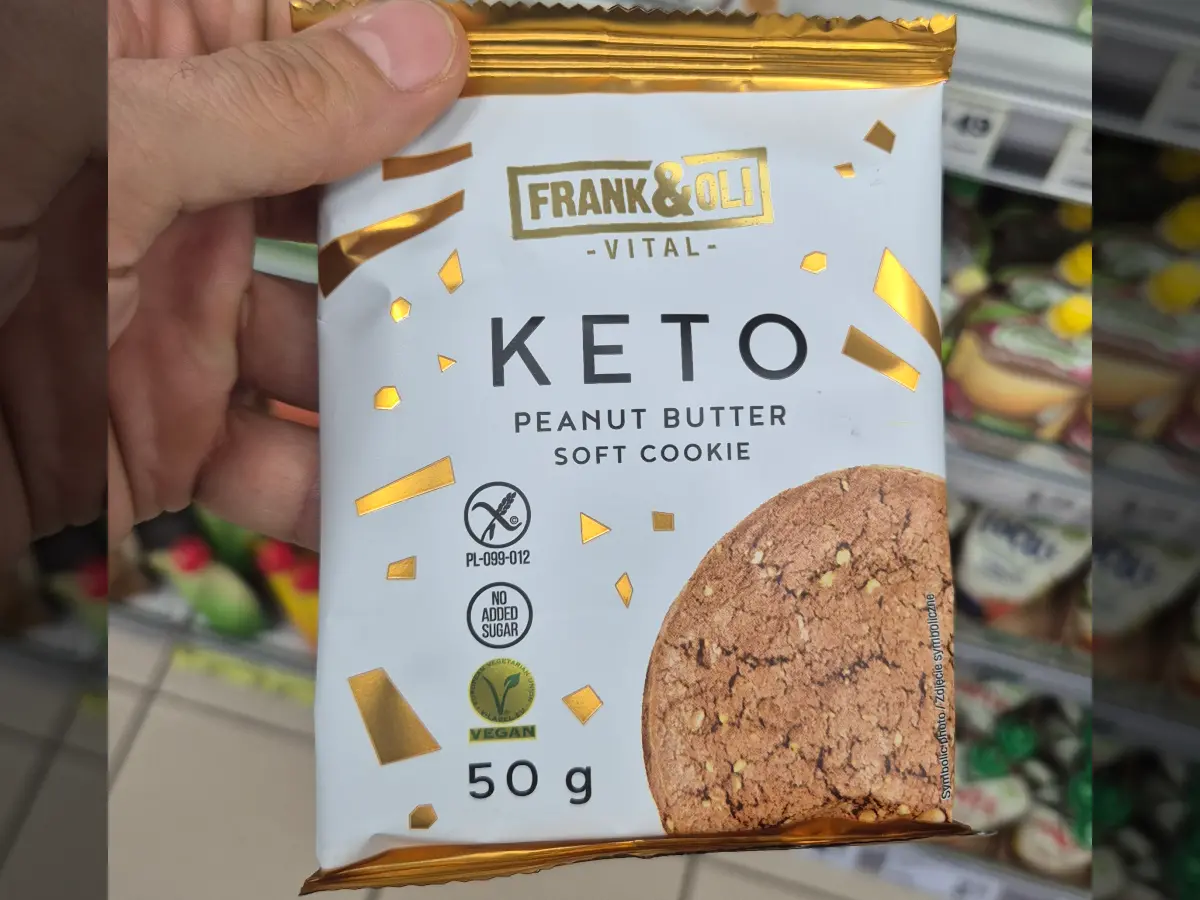 FRANK&OLI
-VITAL-
KETO
PEANUT BUTTER
SOFT COOKIE
PL-099-012
NO
ADDED
SUGAR
VEGAN
50 g
Symbolic photo / Zdjęcie symboliczne
49